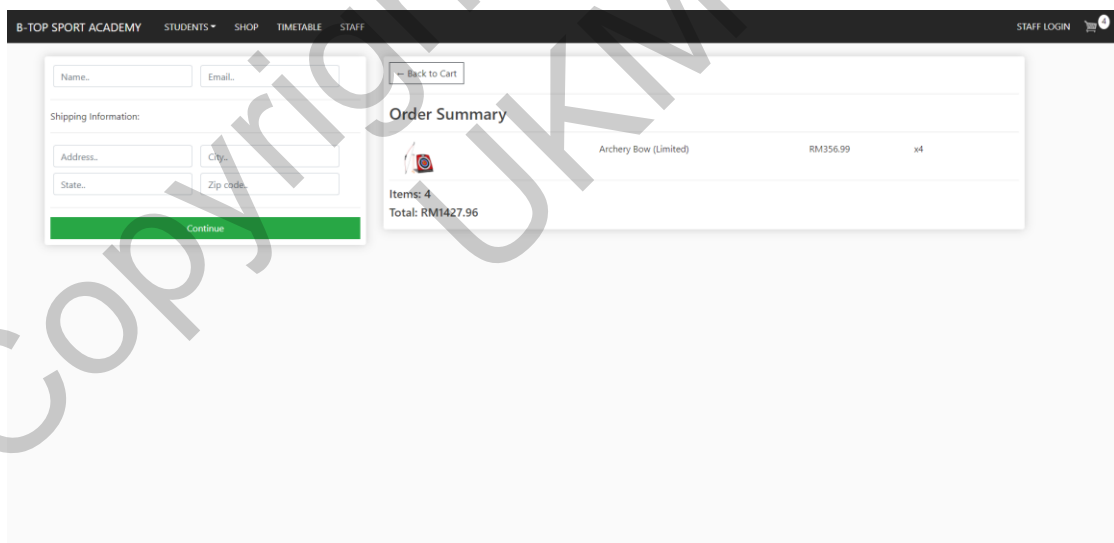 B-TOP SPORT ACADEMY STUDENTS SHOP TIMETABLE STAFF STAFF LOGIN 4
Name.. Email..
Shipping Information:
Address.. City..
State.. Zip code..
Continue
← Back to Cart
Order Summary
Archery Bow (Limited) RM356.99 x4
Items: 4
Total: RM1427.96
Copyright
UKM